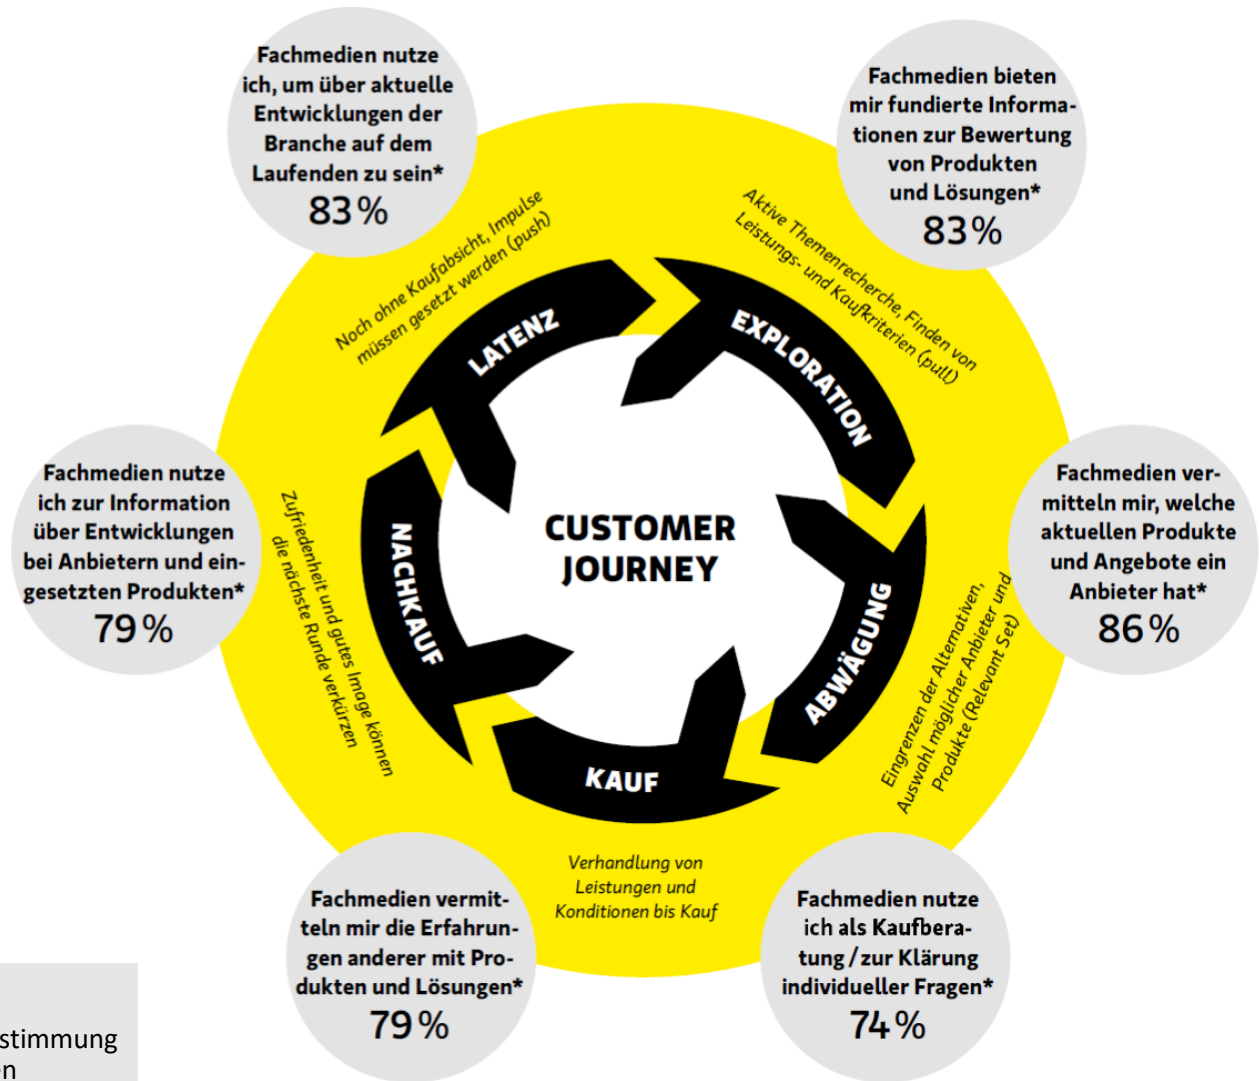 Fachmedien nutze
ich, um über aktuelle
Entwicklungen der
Branche auf dem
Laufenden zu sein*
83 %
Fachmedien bieten
mir fundierte Informa-
tionen zur Bewertung
von Produkten
und Lösungen*
83 %
Noch ohne Kaufabsicht, Impulse
müssen gesetzt werden (push)
Aktive Themenrecherche, Finden von
Leistungs- und Kaufkriterien (pull)
LATENZ
EXPLORATION
Fachmedien nutze
ich zur Information
über Entwicklungen
bei Anbietern und ein-
gesetzten Produkten*
79 %
Zufriedenheit und gutes Image können
die nächste Runde verkürzen
NACHKAUF
CUSTOMER
JOURNEY
ABWÄGUNG
Eingrenzen der Alternativen,
Auswahl möglicher Anbieter und
Produkte (Relevant Set)
Fachmedien ver-
mitteln mir, welche
aktuellen Produkte
und Angebote ein
Anbieter hat*
86 %
KAUF
Verhandlung von
Leistungen und
Konditionen bis Kauf
Fachmedien vermit-
teln mir die Erfahrun-
gen anderer mit Pro-
dukten und Lösungen*
79 %
Fachmedien nutze
ich als Kaufbera-
tung / zur Klärung
individueller Fragen*
74 %
stimmung
en